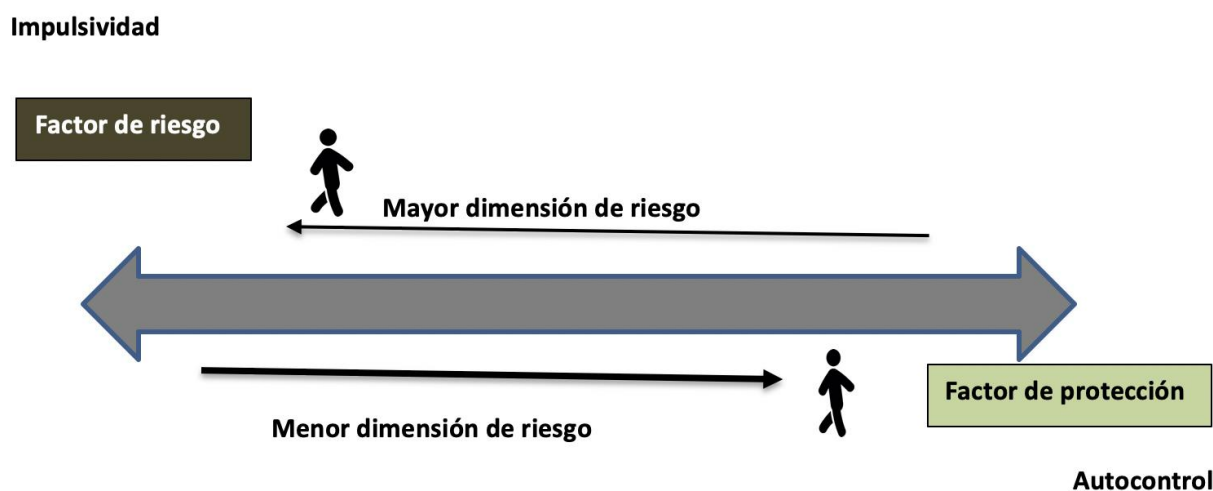 Impulsividad
Factor de riesgo
Mayor dimensión de riesgo
Menor dimensión de riesgo
Factor de protección
Autocontrol